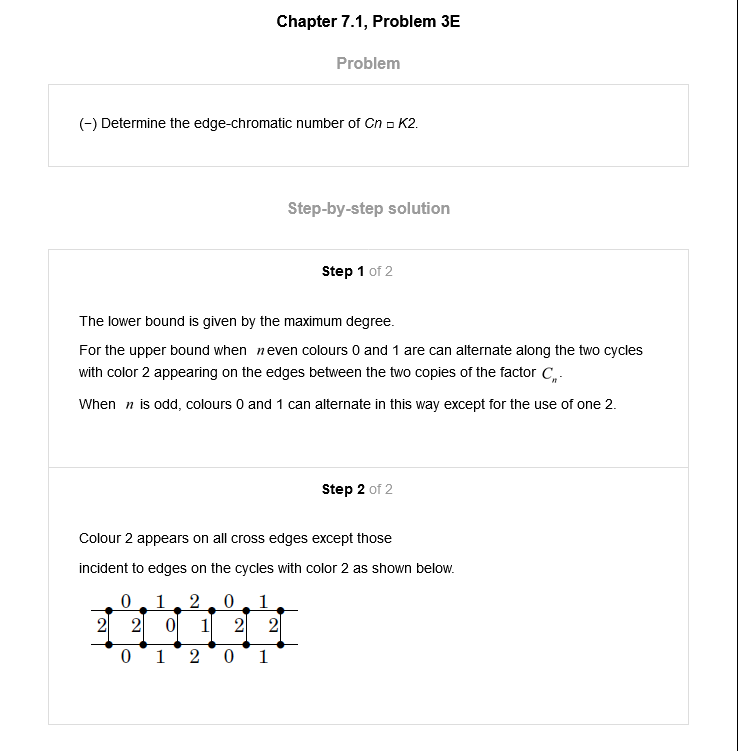 Chapter 7.1, Problem 3E
Problem
(−) Determine the edge-chromatic number of Cn □ K2.
Step-by-step solution
Step 1 of 2
The lower bound is given by the maximum degree.
For the upper bound when n even colours 0 and 1 are can alternate along the two cycles
with color 2 appearing on the edges between the two copies of the factor Cn.
When n is odd, colours 0 and 1 can alternate in this way except for the use of one 2.
Step 2 of 2
Colour 2 appears on all cross edges except those
incident to edges on the cycles with color 2 as shown below.
0 1 2 0 1
2 2 0 1 2 2
0 1 2 0 1